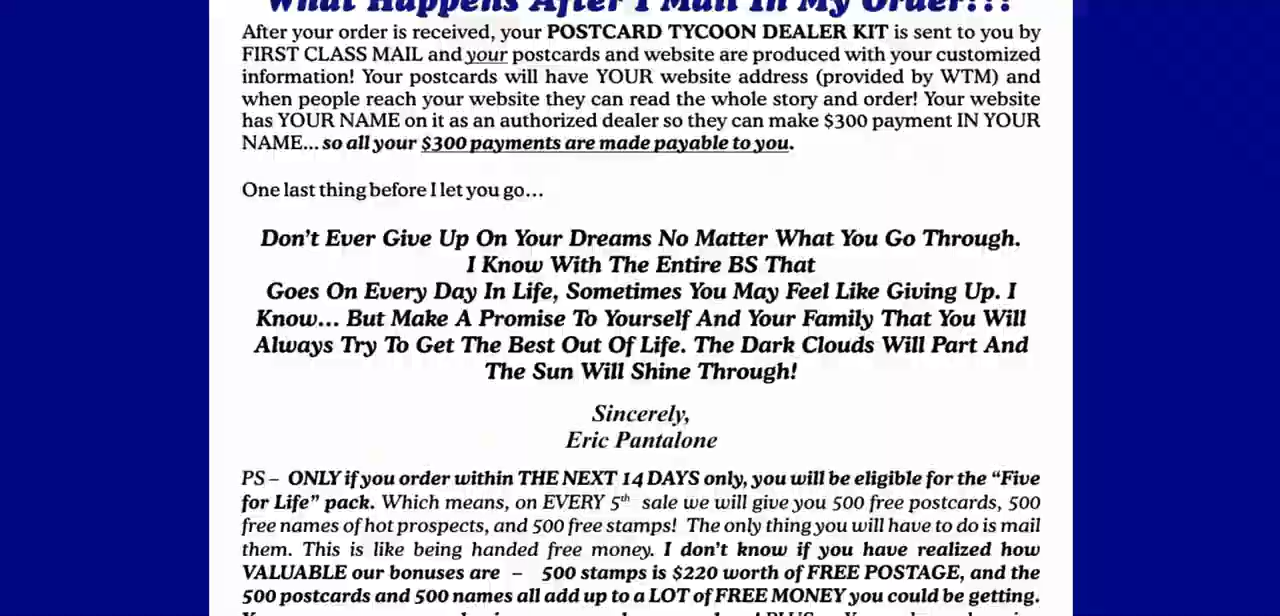 What Happens After I Mail In My Order???
After your order is received, your POSTCARD TYCOON DEALER KIT is sent to you by
FIRST CLASS MAIL and your postcards and website are produced with your customized
information! Your postcards will have YOUR website address (provided by WTM) and
when people reach your website they can read the whole story and order! Your website
has YOUR NAME on it as an authorized dealer so they can make $300 payment IN YOUR
NAME... so all your $300 payments are made payable to you.
One last thing before I let you go...
Don't Ever Give Up On Your Dreams No Matter What You Go Through.
I Know With The Entire BS That
Goes On Every Day In Life, Sometimes You May Feel Like Giving Up. I
Know... But Make A Promise To Yourself And Your Family That You Will
Always Try To Get The Best Out Of Life. The Dark Clouds Will Part And
The Sun Will Shine Through!
Sincerely,
Eric Pantalone
PS – ONLY if you order within THE NEXT 14 DAYS only, you will be eligible for the “Five
for Life” pack. Which means, on EVERY 5th sale we will give you 500 free postcards, 500
free names of hot prospects, and 500 free stamps! The only thing you will have to do is mail
them. This is like being handed free money. I don't know if you have realized how
VALUABLE our bonuses are – 500 stamps is $220 worth of FREE POSTAGE, and the
500 postcards and 500 names all add up to a LOT of FREE MONEY you could be getting.